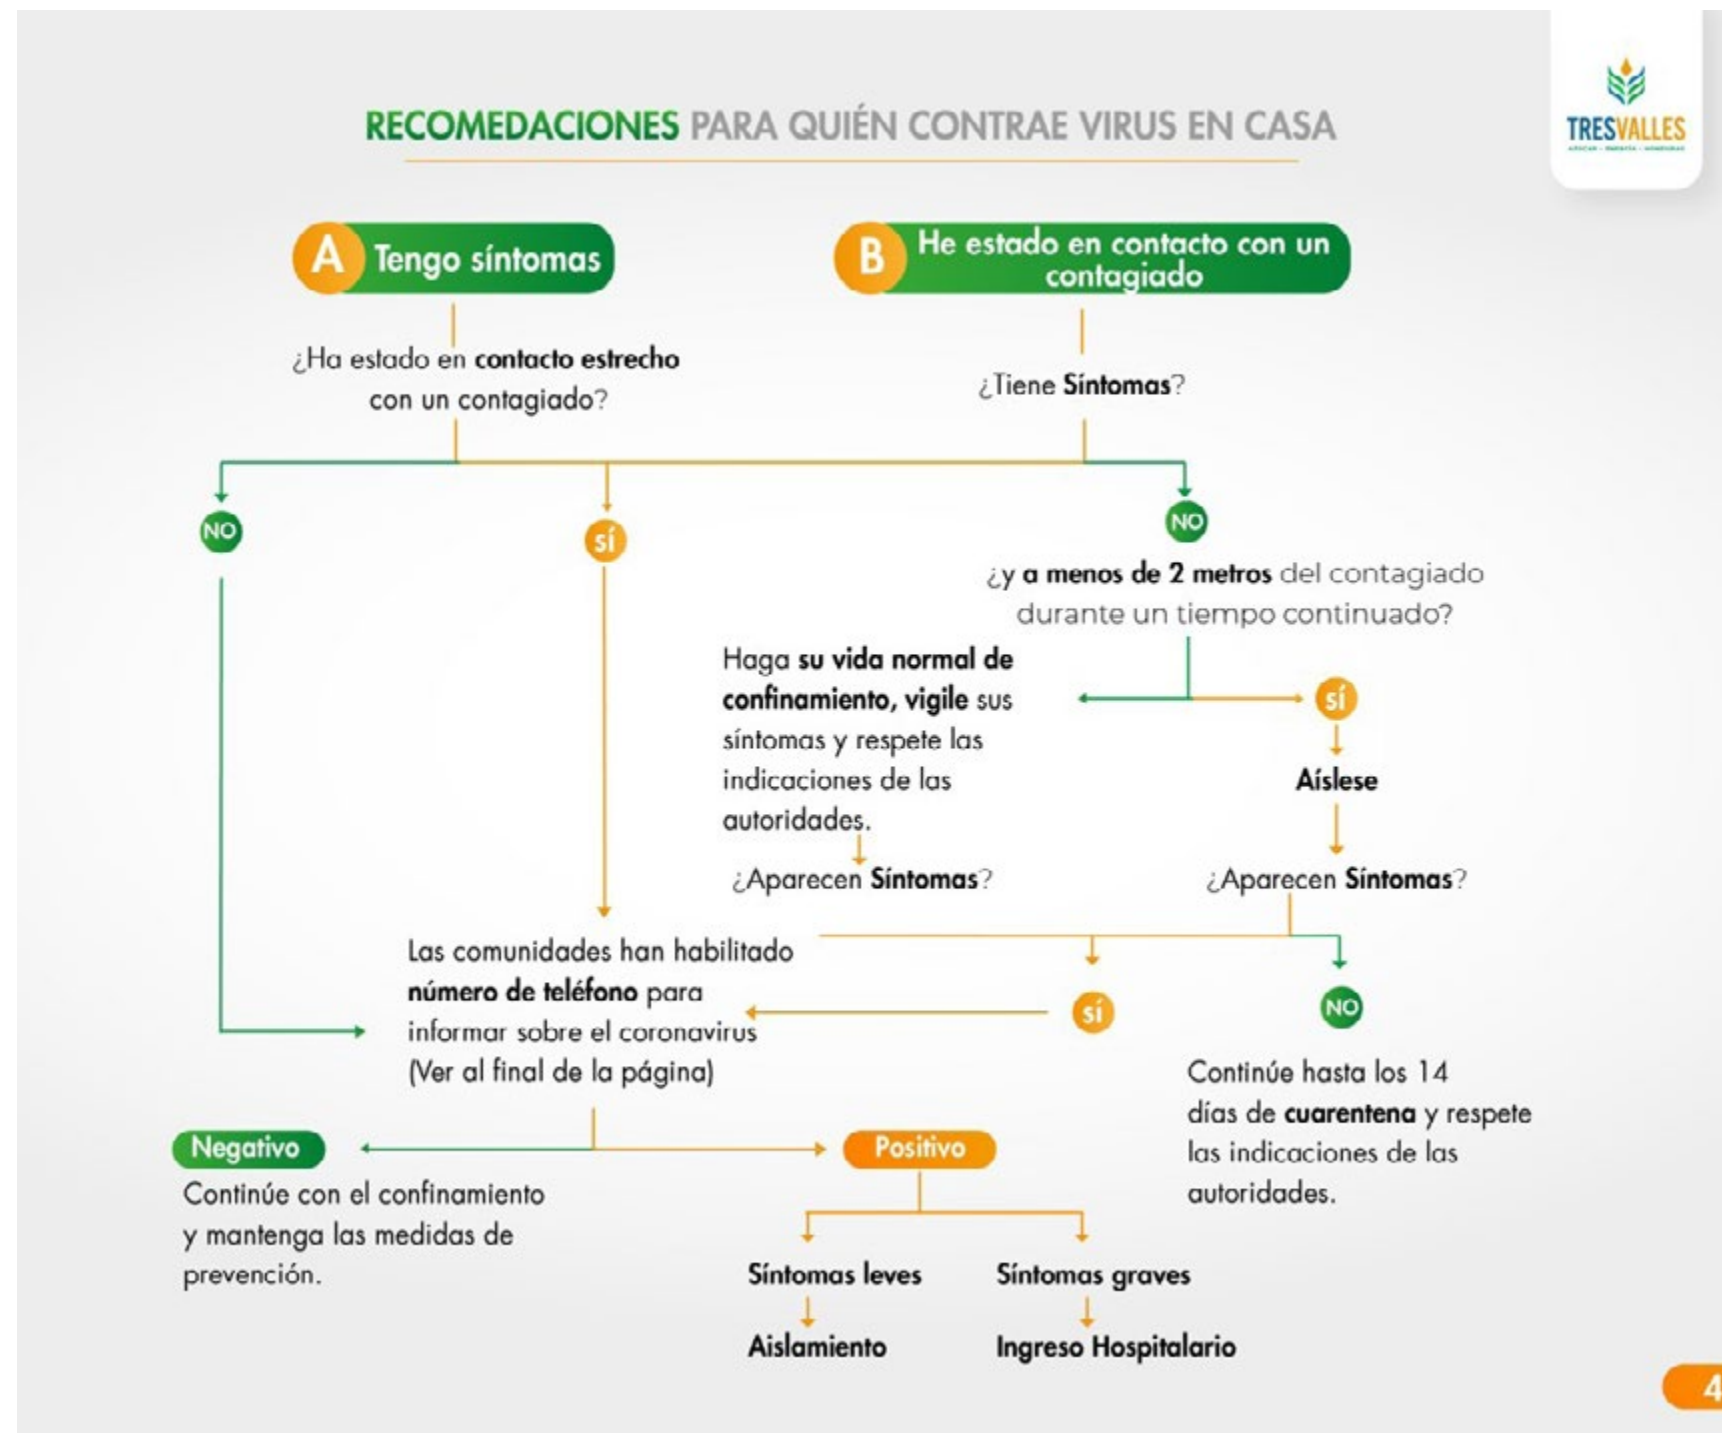 RECOMEDACIONES PARA QUIÉN CONTRAE VIRUS EN CASA
TRESVALLES
A Tengo síntomas
B He estado en contacto con un
contagiado
¿Ha estado en contacto estrecho
con un contagiado?
¿Tiene Síntomas?
NO
sí
NO
¿y a menos de 2 metros del contagiado
durante un tiempo continuado?
Haga su vida normal de
confinamiento, vigile sus
síntomas y respete las
indicaciones de las
autoridades.
sí
Aíslese
¿Aparecen Síntomas?
¿Aparecen Síntomas?
Las comunidades han habilitado
número de teléfono para
informar sobre el coronavirus
(Ver al final de la página)
sí
NO
Continúe hasta los 14
días de cuarentena y respete
las indicaciones de las
autoridades.
Negativo
Continúe con el confinamiento
y mantenga las medidas de
prevención.
Positivo
Síntomas leves
Síntomas graves
Aislamiento
Ingreso Hospitalario
4